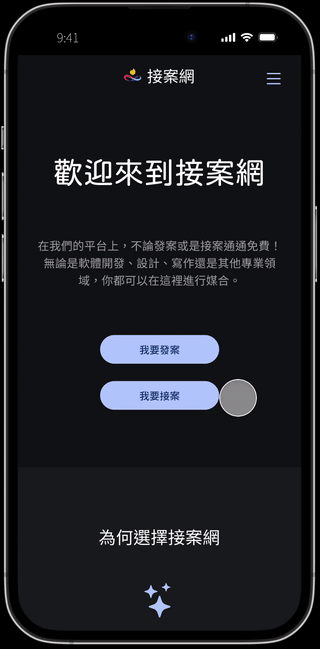 9:41
接案網
歡迎來到接案網
在我們的平台上，不論發案或是接案通通免費！
無論是軟體開發、設計、寫作還是其他專業領
域，你都可以在這裡進行媒合。
我要發案
我要接案
為何選擇接案網